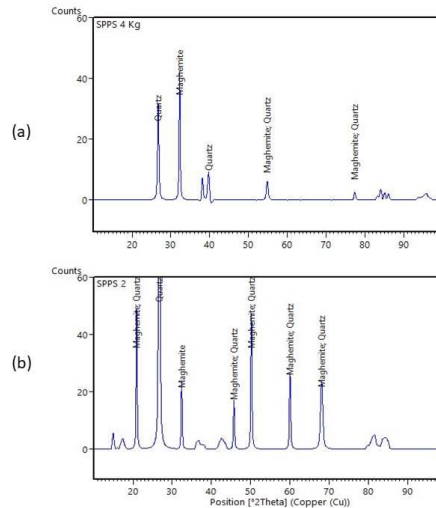 Counts
60
SPPS 4 Kg
Quartz
Maghemite
Quartz
Maghemite; Quartz
Maghemite; Quartz
40
(a)
20
0
10 20 30 40 50 60 70 80 90
Counts
60
SPPS 2
Maghemite; Quartz
Quartz
Maghemite
Maghemite; Quartz
Maghemite; Quartz
Maghemite; Quartz
Maghemite; Quartz
40
(b)
20
0
20 30 40 50 60 70 80 90
Position [°2Theta] (Copper (Cu))